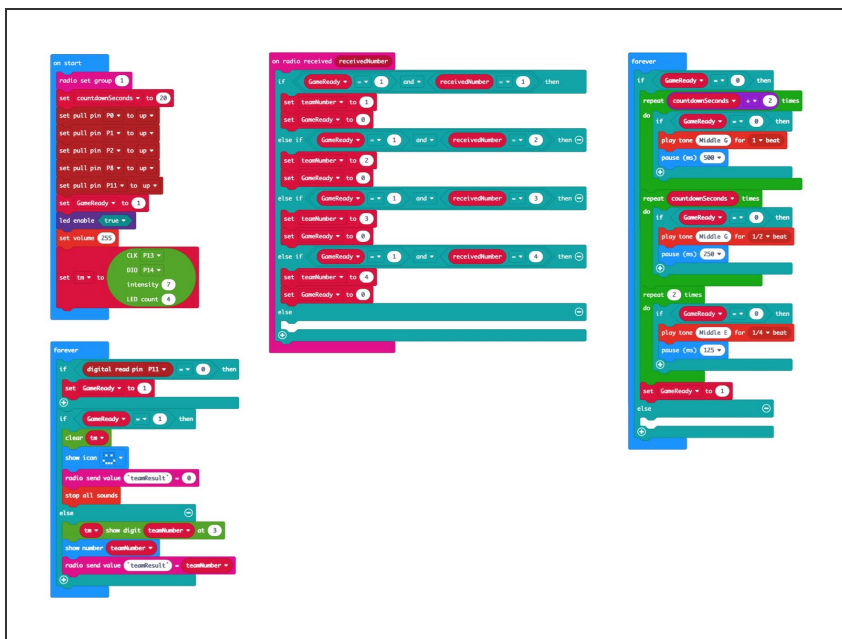 on start
radio set group 1
set countdownSeconds to 20
set pull pin P0 to up
set pull pin P1 to up
set pull pin P2 to up
set pull pin P8 to up
set pull pin P11 to up
set GameReady to 1
led enable true
set volume 255
CLK P13
DIO P14
set tm to
intensity 7
LED count 4
forever
if digital read pin P11 = 0 then
set GameReady to 1
if GameReady = 1 then
clear tm
show icon
radio send value "teamResult" = 0
stop all sounds
else
tm show digit teamNumber at 3
show number teamNumber
radio send value "teamResult" = teamNumber
on radio received receivedNumber
if GameReady = 1 and receivedNumber = 1 then
set teamNumber to 1
set GameReady to 0
else if GameReady = 1 and receivedNumber = 2 then
set teamNumber to 2
set GameReady to 0
else if GameReady = 1 and receivedNumber = 3 then
set teamNumber to 3
set GameReady to 0
else if GameReady = 1 and receivedNumber = 4 then
set teamNumber to 4
set GameReady to 0
else
forever
if GameReady = 0 then
repeat countdownSeconds 2 times
do if GameReady = 0 then
play tone Middle G for 1 beat
pause (ms) 500
repeat countdownSeconds times
do if GameReady = 0 then
play tone Middle G for 1/2 beat
pause (ms) 250
repeat 2 times
do if GameReady = 0 then
play tone Middle E for 1/4 beat
pause (ms) 125
set GameReady to 1
else